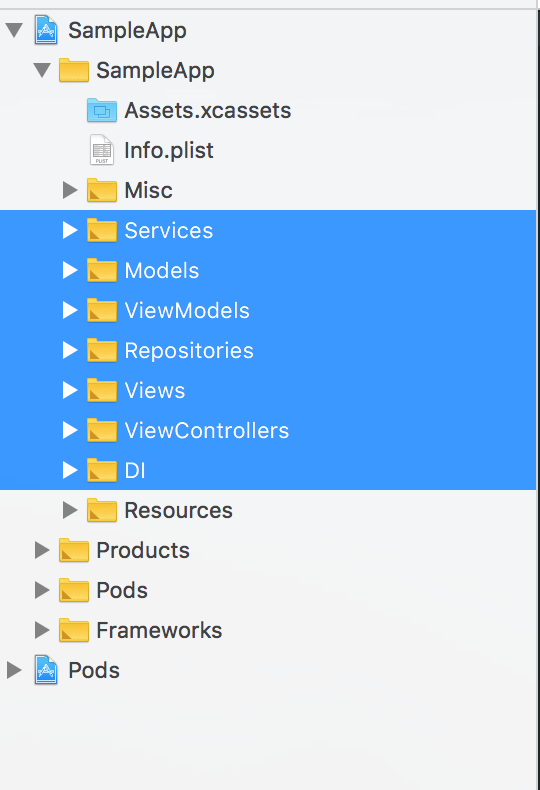 SampleApp
SampleApp
Assets.xcassets
Info.plist
Misc
Services
Models
ViewModels
Repositories
Views
ViewControllers
DI
Resources
Products
Pods
Frameworks
Pods